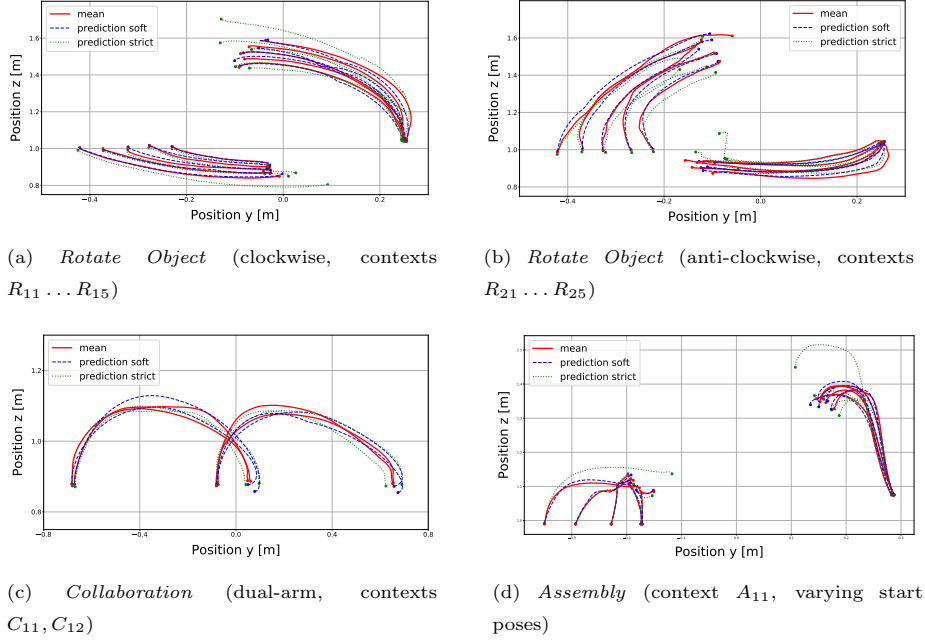 mean
prediction soft
prediction strict
Position z [m]
1.6
1.4
1.2
1.0
0.8
−0.4
−0.2
0.0
0.2
Position y [m]
(a) Rotate Object (clockwise, contexts
R₁₁ … R₁₅)
mean
prediction soft
prediction strict
Position z [m]
1.6
1.4
1.2
1.0
0.8
−0.4
−0.2
0.0
0.2
Position y [m]
(b) Rotate Object (anti-clockwise, contexts
R₂₁ … R₂₅)
mean
prediction soft
prediction strict
Position z [m]
1.2
1.0
0.8
−0.8
−0.4
0.0
0.4
0.8
Position y [m]
(c) Collaboration (dual-arm, contexts
C₁₁, C₁₂)
mean
prediction soft
prediction strict
Position z [m]
Position y [m]
(d) Assembly (context A₁₁, varying start
poses)